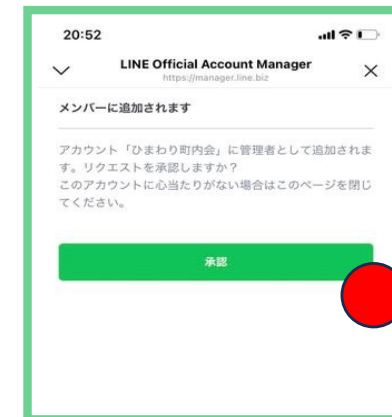 20:52
LINE Official Account Manager
https://manager.line.biz
メンバーに追加されます
アカウント「ひまわり町内会」に管理者として追加されま
す。リクエストを承認しますか？
このアカウントに心当たりがない場合はこのページを閉じ
てください。
承認